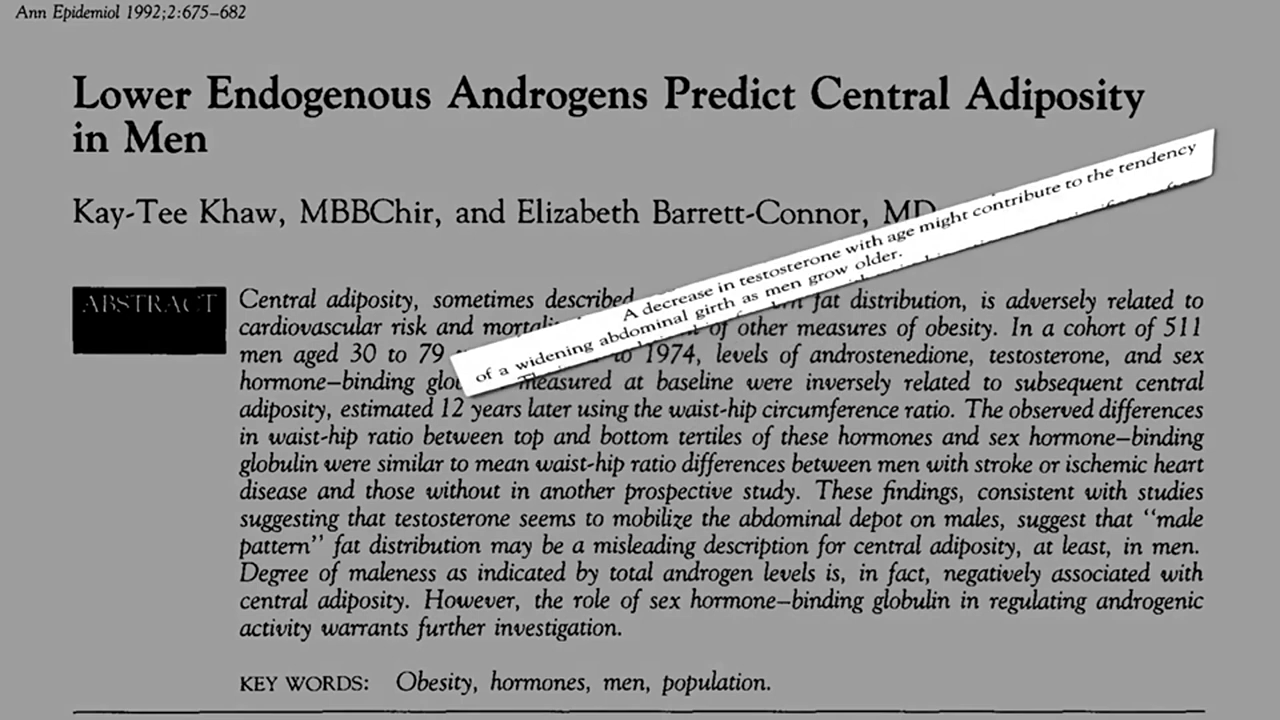 Ann Epidemiol 1992;2:675–682
Lower Endogenous Androgens Predict Central Adiposity
in Men
Kay-Tee Khaw, MBBChir, and Elizabeth Barrett-Connor, MD
A decrease in testosterone with age might contribute to the tendency
of a widening abdominal girth as men grow older.
ABSTRACT
Central adiposity, sometimes described fat distribution, is adversely related to
cardiovascular risk and of other measures of obesity. In a cohort of 511
men aged 30 to 79 to 1974, levels of androstenedione, testosterone, and sex
hormone–binding measured at baseline were inversely related to subsequent central
adiposity, estimated 12 years later using the waist-hip circumference ratio. The observed differences
in waist-hip ratio between top and bottom tertiles of these hormones and sex hormone–binding
globulin were similar to mean waist-hip ratio differences between men with stroke or ischemic heart
disease and those without in another prospective study. These findings, consistent with studies
suggesting that testosterone seems to mobilize the abdominal depot on males, suggest that “male
pattern” fat distribution may be a misleading description for central adiposity, at least, in men.
Degree of maleness as indicated by total androgen levels is, in fact, negatively associated with
central adiposity. However, the role of sex hormone–binding globulin in regulating androgenic
activity warrants further investigation.
KEY WORDS: Obesity, hormones, men, population.